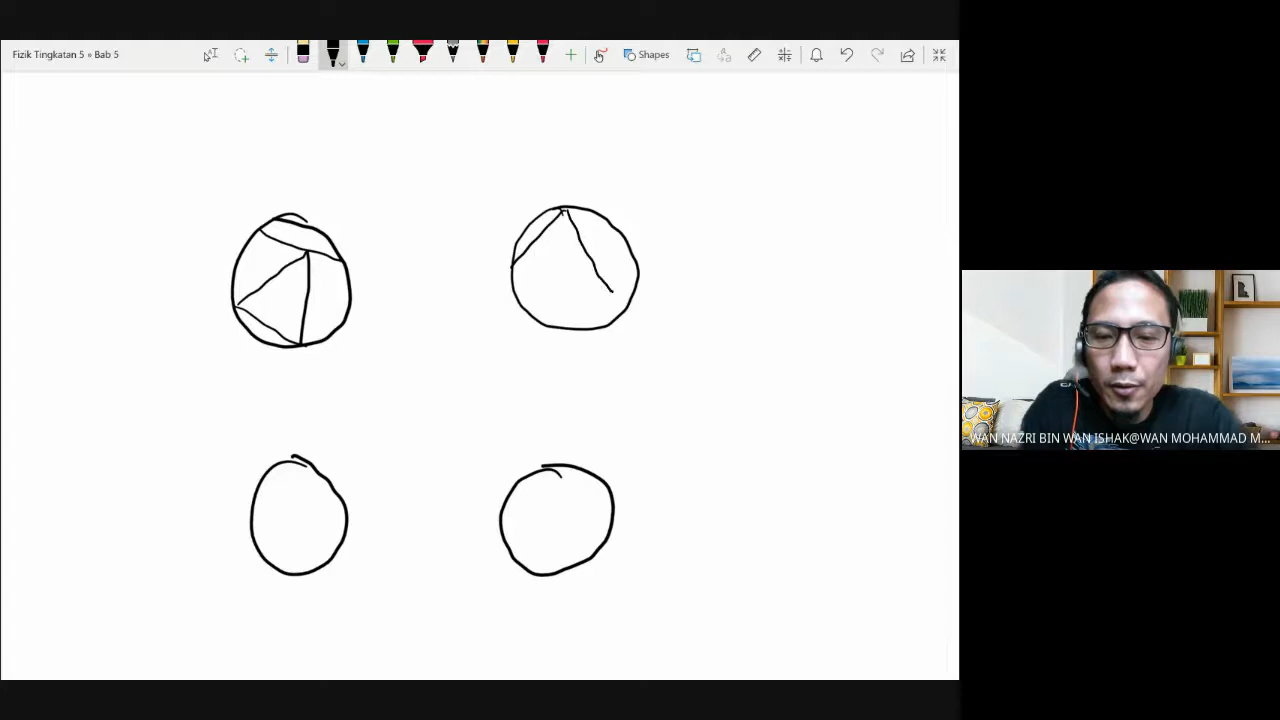 Fizik Tingkatan 5 » Bab 5
Shapes
WAN NAZRI BIN WAN ISHAK@WAN MOHAMMAD M...